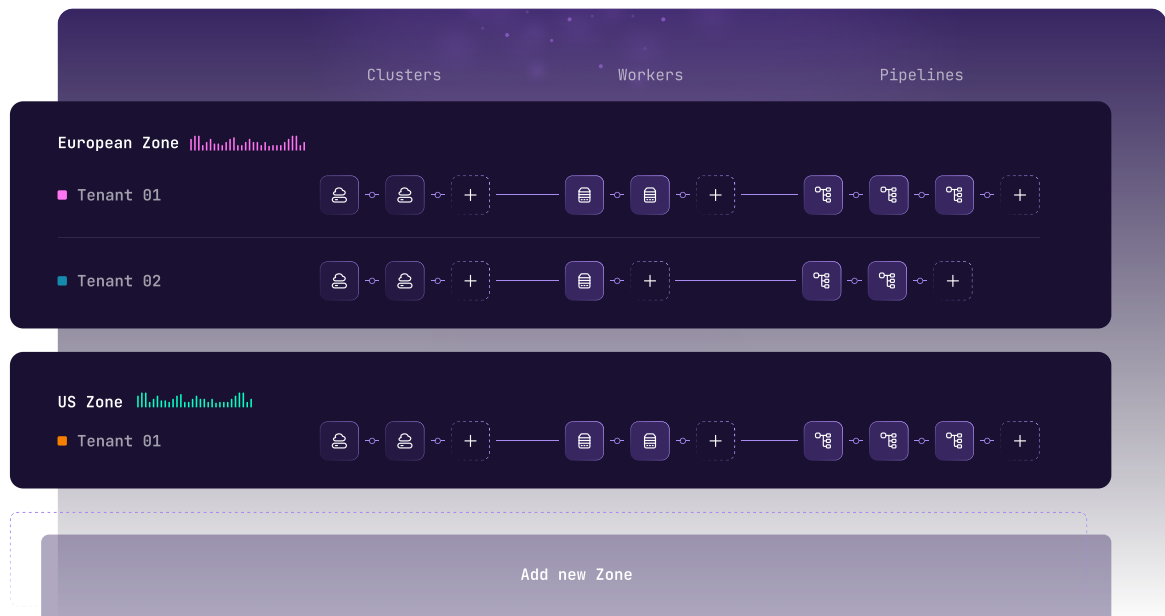 Clusters Workers Pipelines
European Zone
Tenant 01
Tenant 02
US Zone
Tenant 01
Add new Zone